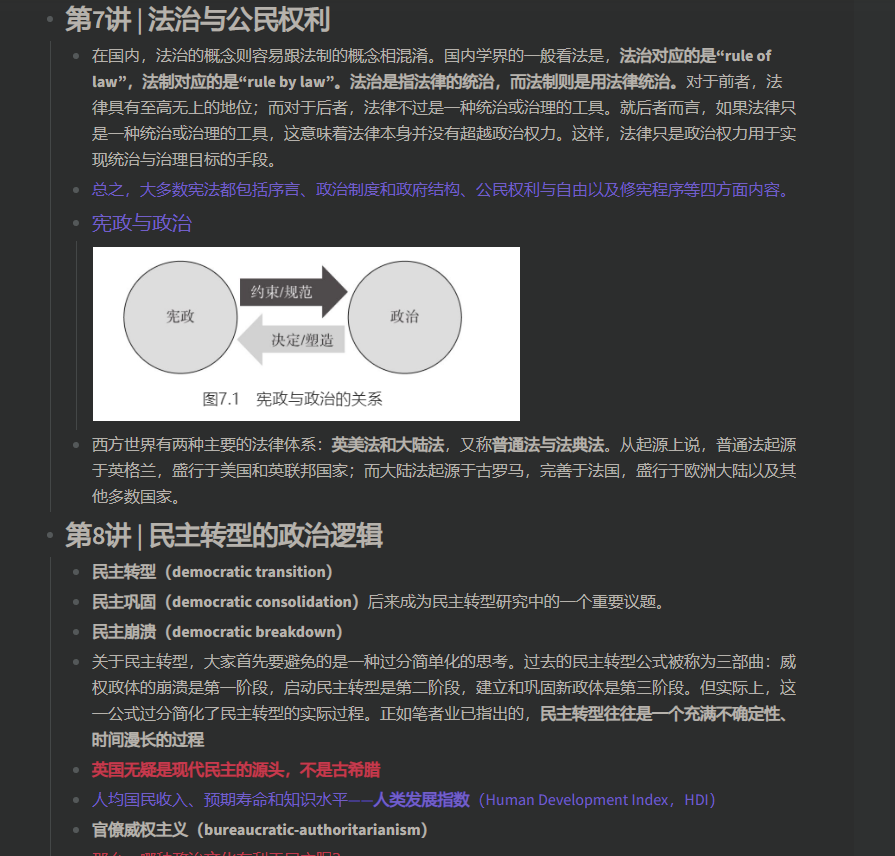 第7讲 | 法治与公民权利
在国内，法治的概念则容易跟法制的概念相混淆。国内学界的一般看法是，法治对应的是“rule of
law”，法制对应的是“rule by law”。法治是指法律的统治，而法制则是用法律统治。对于前者，法
律具有至高无上的地位；而对于后者，法律不过是一种统治或治理的工具。就后者而言，如果法律只
是一种统治或治理的工具，这意味着法律本身并没有超越政治权力。这样，法律只是政治权力用于实
现统治与治理目标的手段。
总之，大多数宪法都包括序言、政治制度和政府结构、公民权利与自由以及修宪程序等四方面内容。
宪政与政治
宪政
约束/规范
决定/塑造
政治
图7.1 宪政与政治的关系
西方世界有两种主要的法律体系：英美法和大陆法，又称普通法与法典法。从起源上说，普通法起源
于英格兰，盛行于美国和英联邦国家；而大陆法起源于古罗马，完善于法国，盛行于欧洲大陆以及其
他多数国家。
第8讲 | 民主转型的政治逻辑
民主转型（democratic transition）
民主巩固（democratic consolidation）后来成为民主转型研究中的一个重要议题。
民主崩溃（democratic breakdown）
关于民主转型，大家首先要避免的是一种过分简单化的思考。过去的民主转型公式被称为三部曲：威
权政体的崩溃是第一阶段，启动民主转型是第二阶段，建立和巩固新政体是第三阶段。但实际上，这
一公式过分简化了民主转型的实际过程。正如笔者业已指出的，民主转型往往是一个充满不确定性、
时间漫长的过程
英国无疑是现代民主的源头，不是古希腊
人均国民收入、预期寿命和知识水平——人类发展指数（Human Development Index，HDI）
官僚威权主义（bureaucratic-authoritarianism）